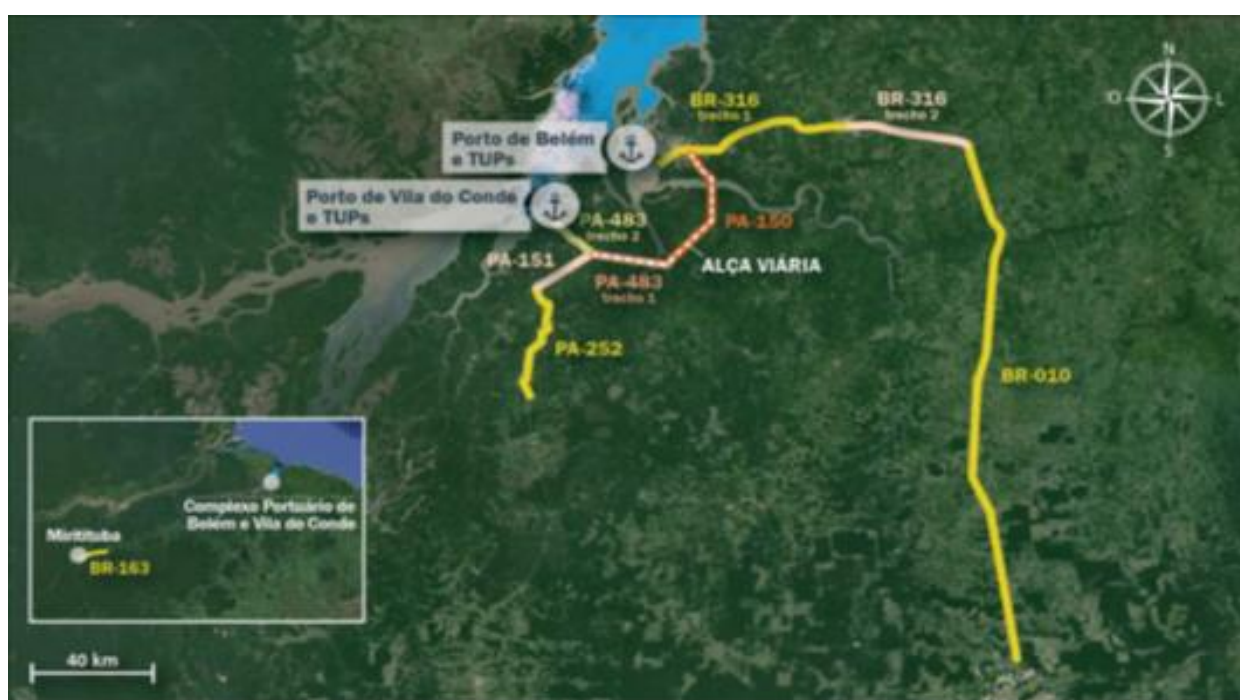 N
O
L
S
BR-316
trecho 1
BR-316
trecho 2
Porto de Belém
e TUPs
Porto de Vila do Conde
e TUPs
PA-483
trecho 2
PA-150
PA-151
ALÇA VIÁRIA
PA-483
trecho 1
PA-252
BR-010
Complexo Portuário de
Belém e Vila do Conde
Miritituba
BR-163
40 km